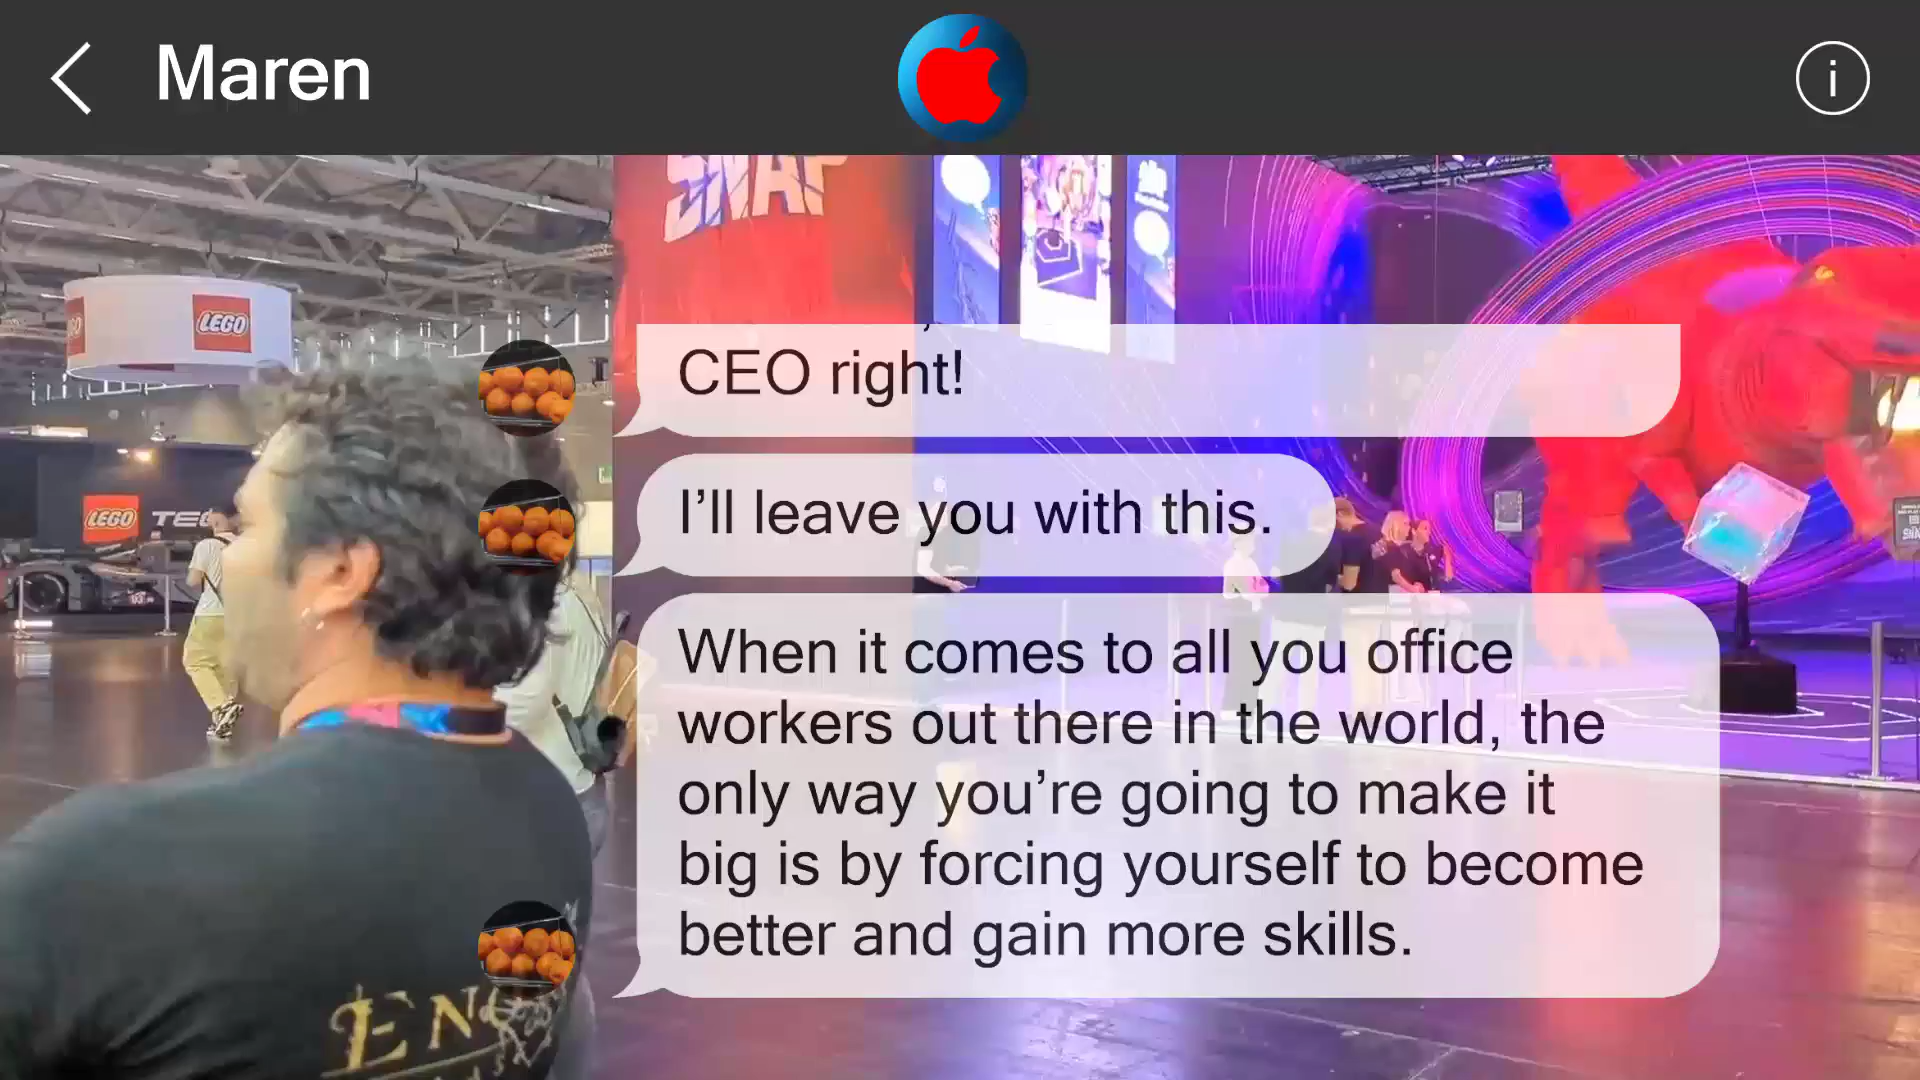 Maren
i
SNAP
LEGO
CEO right!
I’ll leave you with this.
LEGO
When it comes to all you office
workers out there in the world, the
only way you’re going to make it
big is by forcing yourself to become
better and gain more skills.